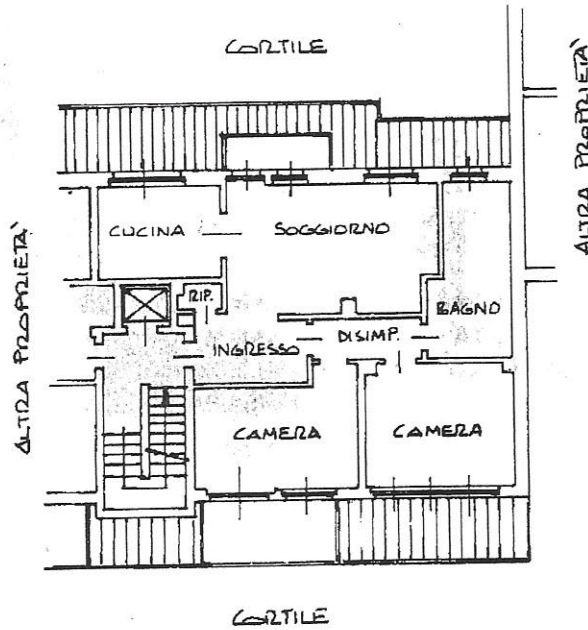 CORTILE
ALTRA PROPRIETA'
ALTRA PROPRIETA'
CUCINA
SOGGIORNO
RIP.
BAGNO
INGRESSO
DISIMP.
CAMERA
CAMERA
CORTILE